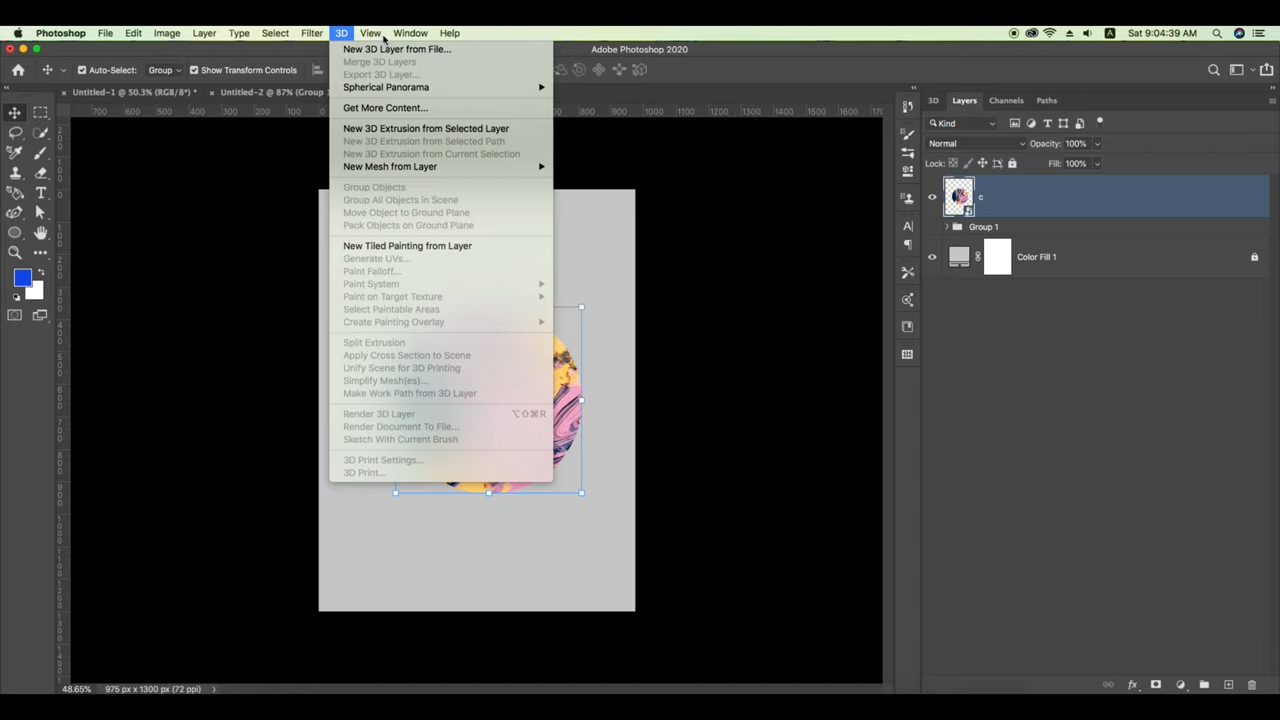 Photoshop File Edit Image Layer Type Select Filter 3D View Window Help
Sat 9:04:39 AM
Adobe Photoshop 2020
Auto-Select: Group Show Transform Controls
Untitled-1 @ 50.3% (RGB/8*) *
Untitled-2 @ 87% (Group 1
New 3D Layer from File...
Merge 3D Layers
Export 3D Layer...
Spherical Panorama
Get More Content...
New 3D Extrusion from Selected Layer
New 3D Extrusion from Selected Path
New 3D Extrusion from Current Selection
New Mesh from Layer
Group Objects
Group All Objects in Scene
Move Object to Ground Plane
Pack Objects on Ground Plane
New Tiled Painting from Layer
Generate UVs...
Paint Falloff...
Paint System
Paint on Target Texture
Select Paintable Areas
Create Painting Overlay
Split Extrusion
Apply Cross Section to Scene
Unify Scene for 3D Printing
Simplify Mesh(es)...
Make Work Path from 3D Layer
Render 3D Layer ⌥⇧⌘R
Render Document To File...
Sketch With Current Brush
3D Print Settings...
3D Print...
3D Layers Channels Paths
Kind
Normal Opacity: 100%
Lock: Fill: 100%
c
Group 1
Color Fill 1
48.65% 975 px x 1300 px (72 ppi)